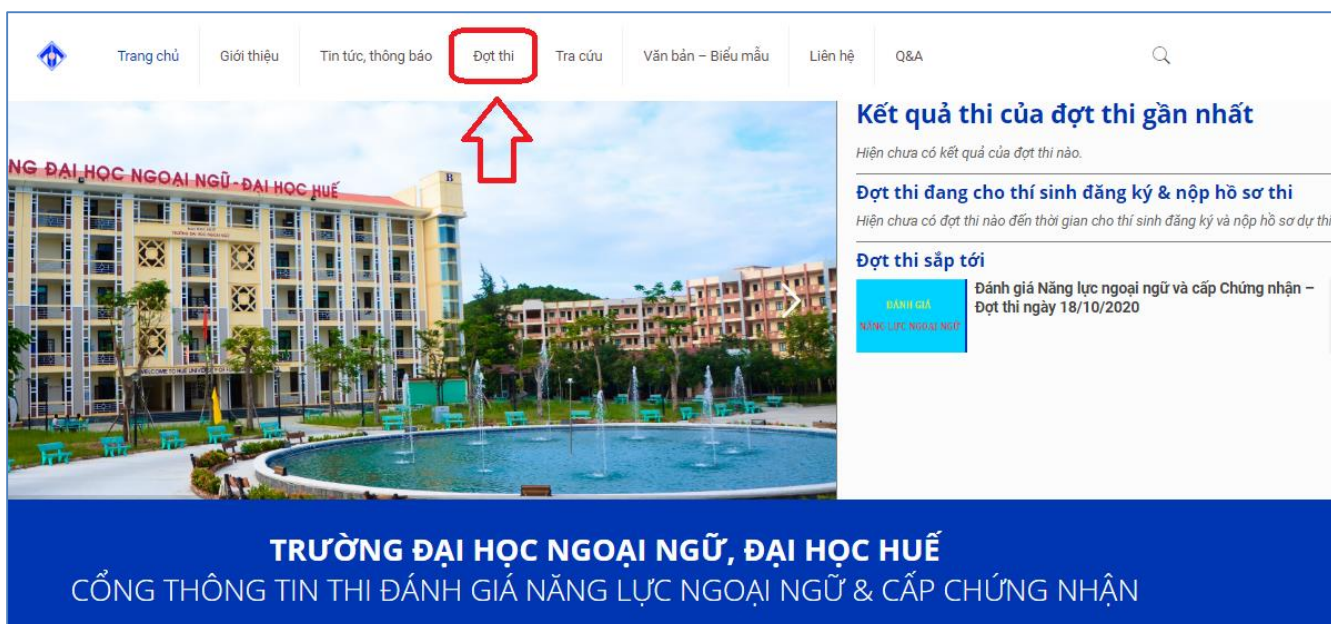 Trang chủ
Giới thiệu
Tin tức, thông báo
Đợt thi
Tra cứu
Văn bản – Biểu mẫu
Liên hệ
Q&A
NG ĐẠI HỌC NGOẠI NGỮ - ĐẠI HỌC HUẾ
B
Kết quả thi của đợt thi gần nhất
Hiện chưa có kết quả của đợt thi nào.
Đợt thi đang cho thí sinh đăng ký & nộp hồ sơ thi
Hiện chưa có đợt thi nào đến thời gian cho thí sinh đăng ký và nộp hồ sơ dự thi
Đợt thi sắp tới
ĐÁNH GIÁ
NĂNG LỰC NGOẠI NGỮ
Đánh giá Năng lực ngoại ngữ và cấp Chứng nhận –
Đợt thi ngày 18/10/2020
TRƯỜNG ĐẠI HỌC NGOẠI NGỮ, ĐẠI HỌC HUẾ
CỔNG THÔNG TIN THI ĐÁNH GIÁ NĂNG LỰC NGOẠI NGỮ & CẤP CHỨNG NHẬN